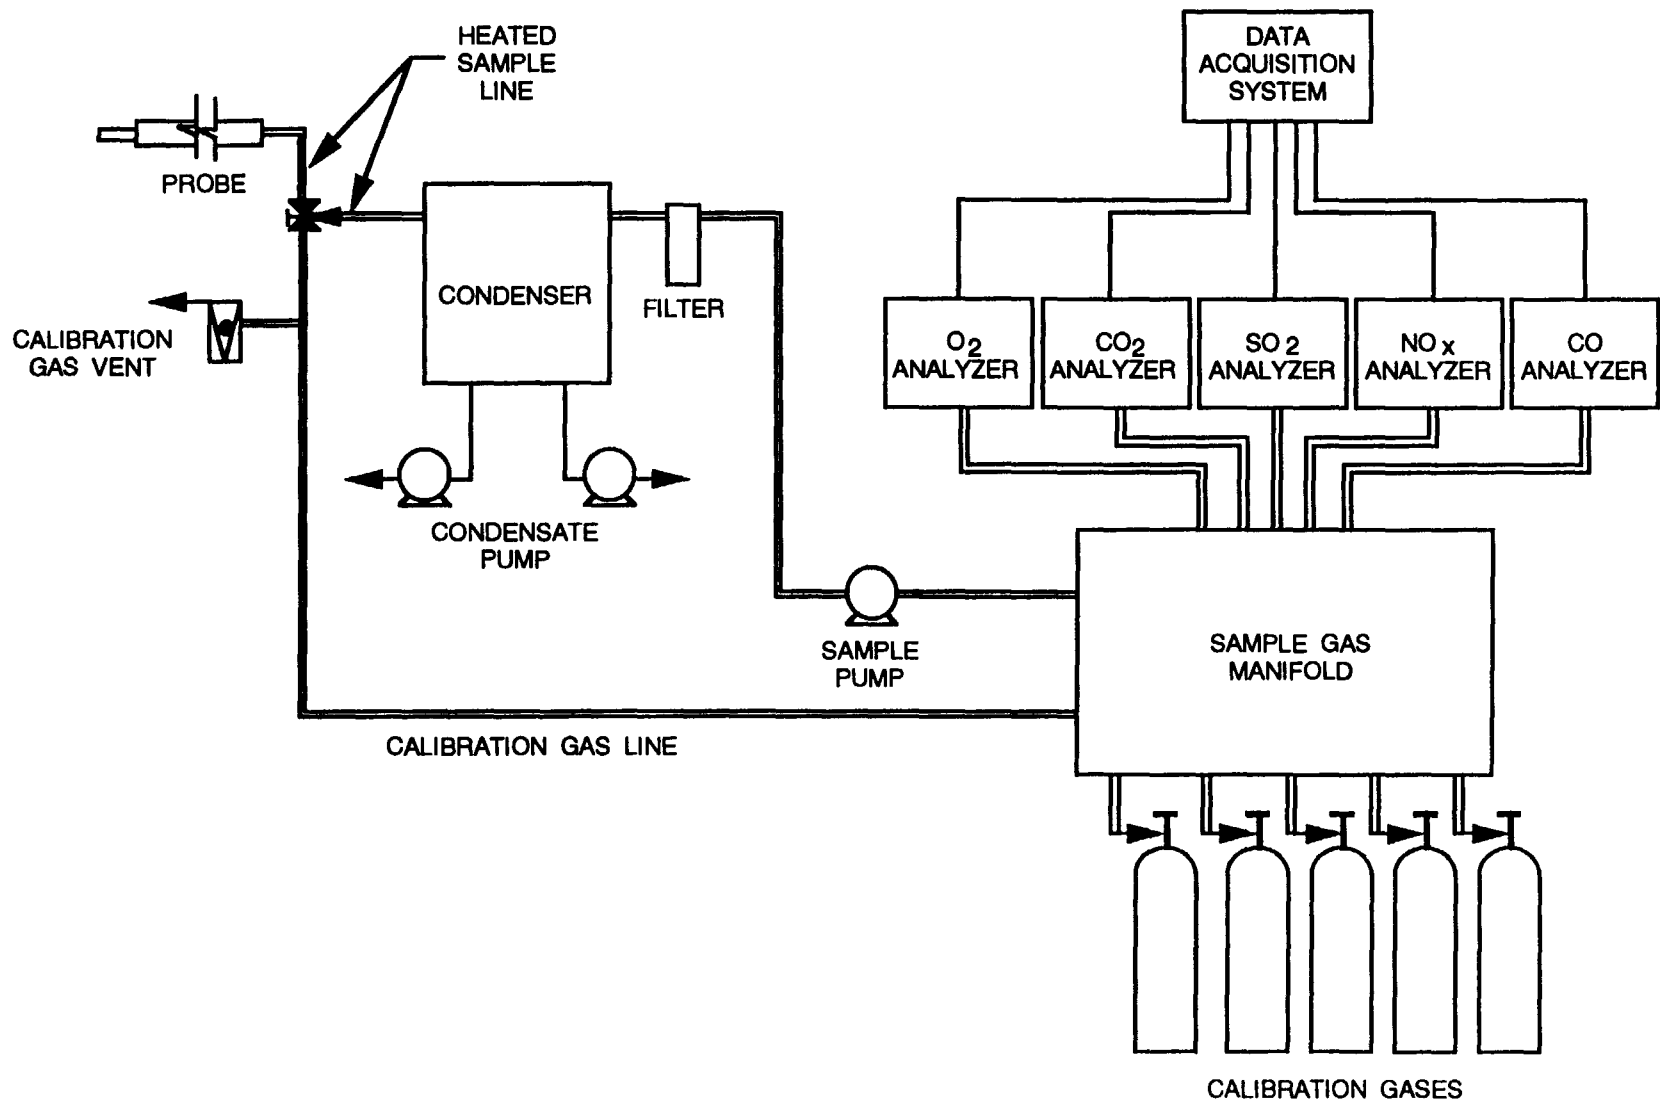 HEATED
SAMPLE
LINE
DATA
ACQUISITION
SYSTEM
PROBE
CONDENSER
FILTER
CALIBRATION
GAS VENT
O2
ANALYZER
CO2
ANALYZER
SO2
ANALYZER
NOx
ANALYZER
CO
ANALYZER
CONDENSATE
PUMP
SAMPLE
PUMP
SAMPLE GAS
MANIFOLD
CALIBRATION GAS LINE
CALIBRATION GASES